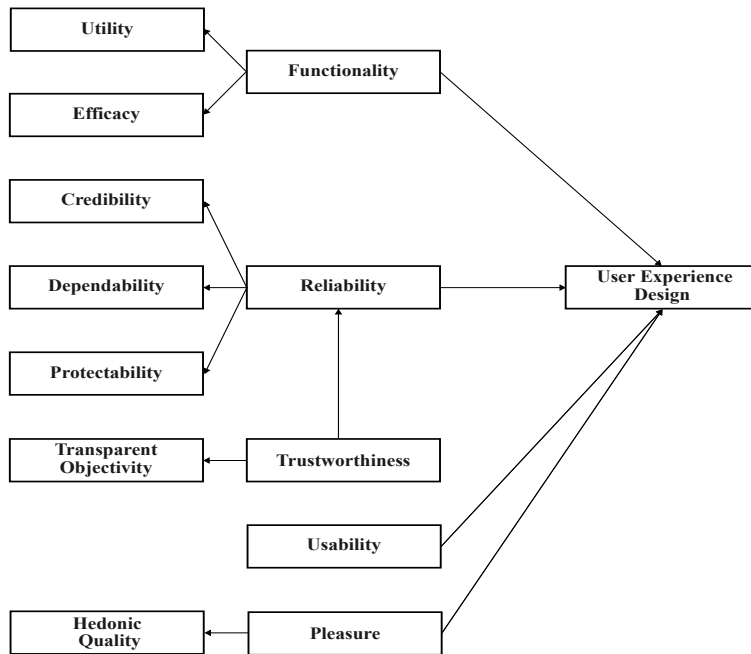 Utility
Functionality
Efficacy
Credibility
Dependability
Reliability
User Experience
Design
Protectability
Transparent
Objectivity
Trustworthiness
Usability
Hedonic
Quality
Pleasure